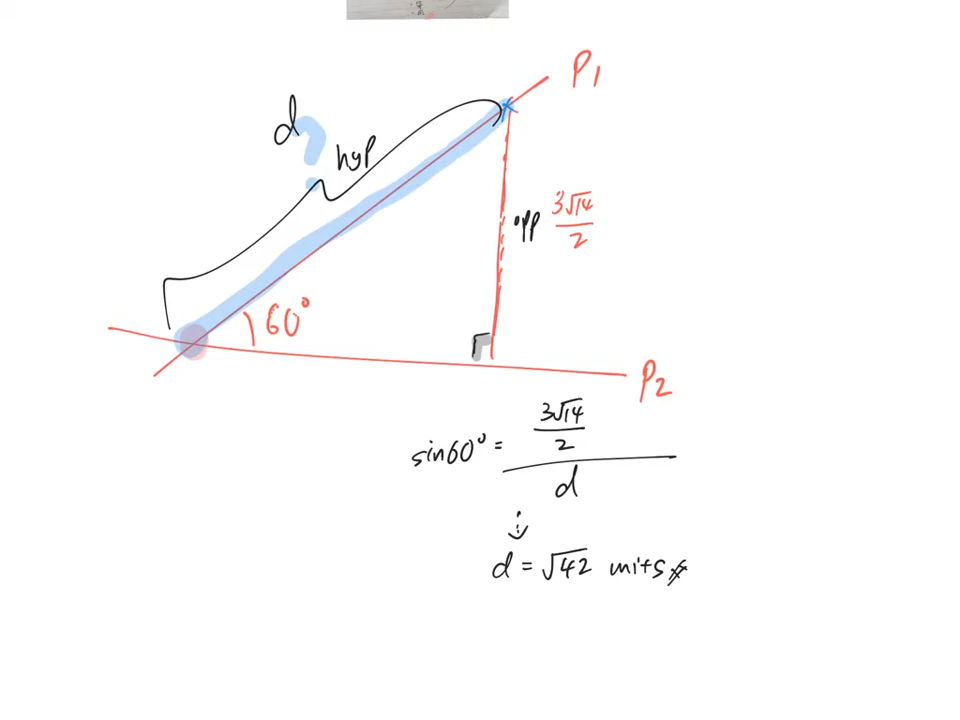 P1
d?
hyp
opp 3√14/2
60°
P2
sin60° = (3√14/2)/d
d = √42 units